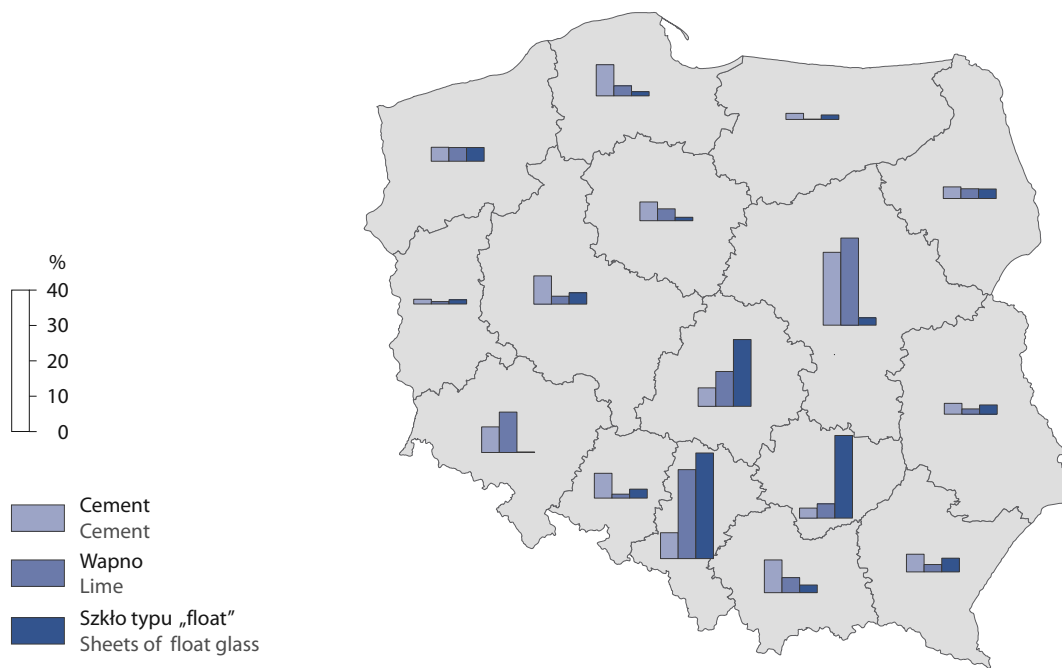 %
40
30
20
10
0
Cement
Cement
Wapno
Lime
Szkło typu „float”
Sheets of float glass